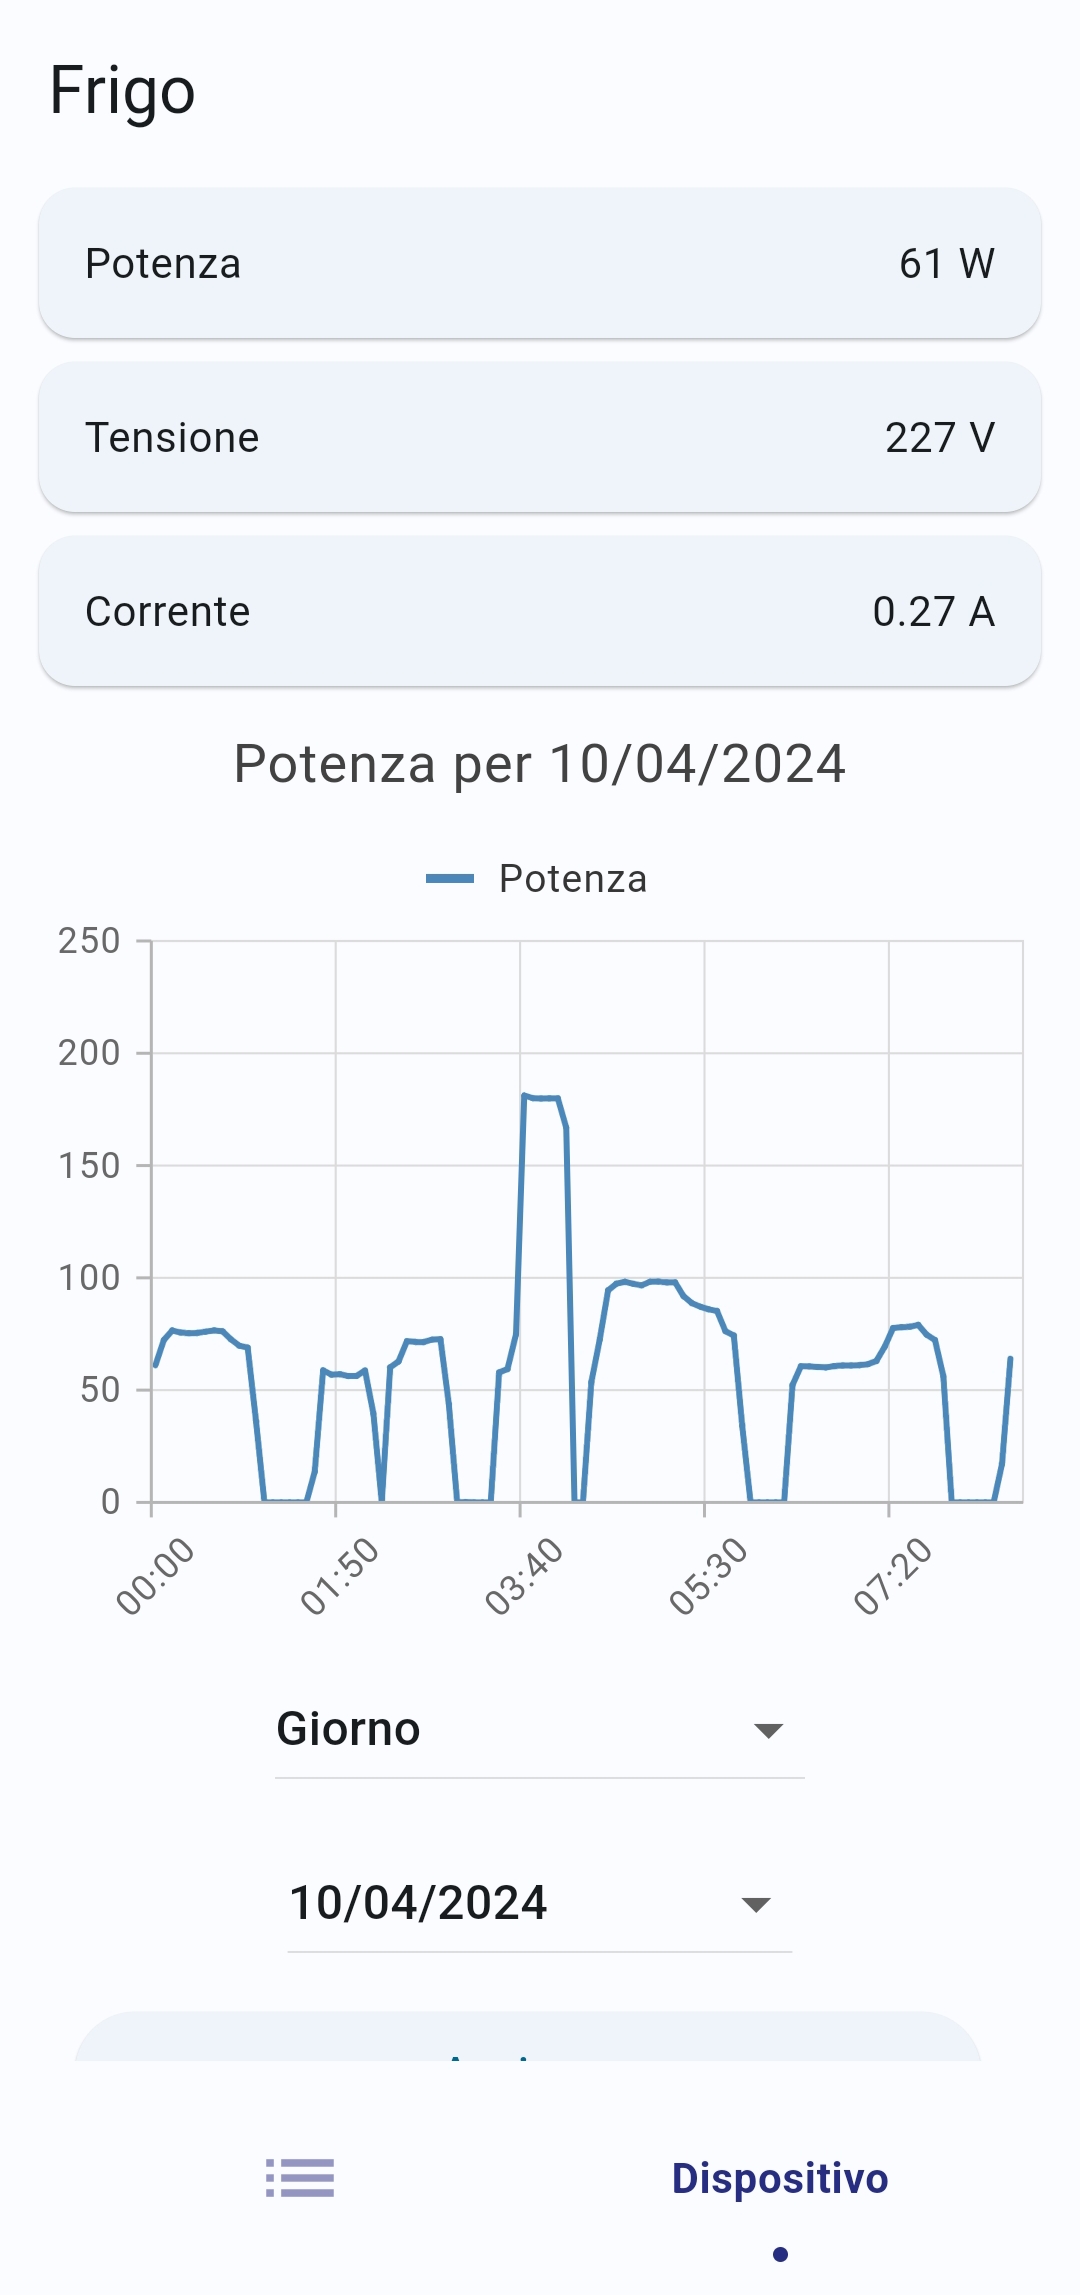 Frigo
Potenza 61 W
Tensione 227 V
Corrente 0.27 A
Potenza per 10/04/2024
Potenza
250
200
150
100
50
0
00:00 01:50 03:40 05:30 07:20
Giorno
10/04/2024
Dispositivo